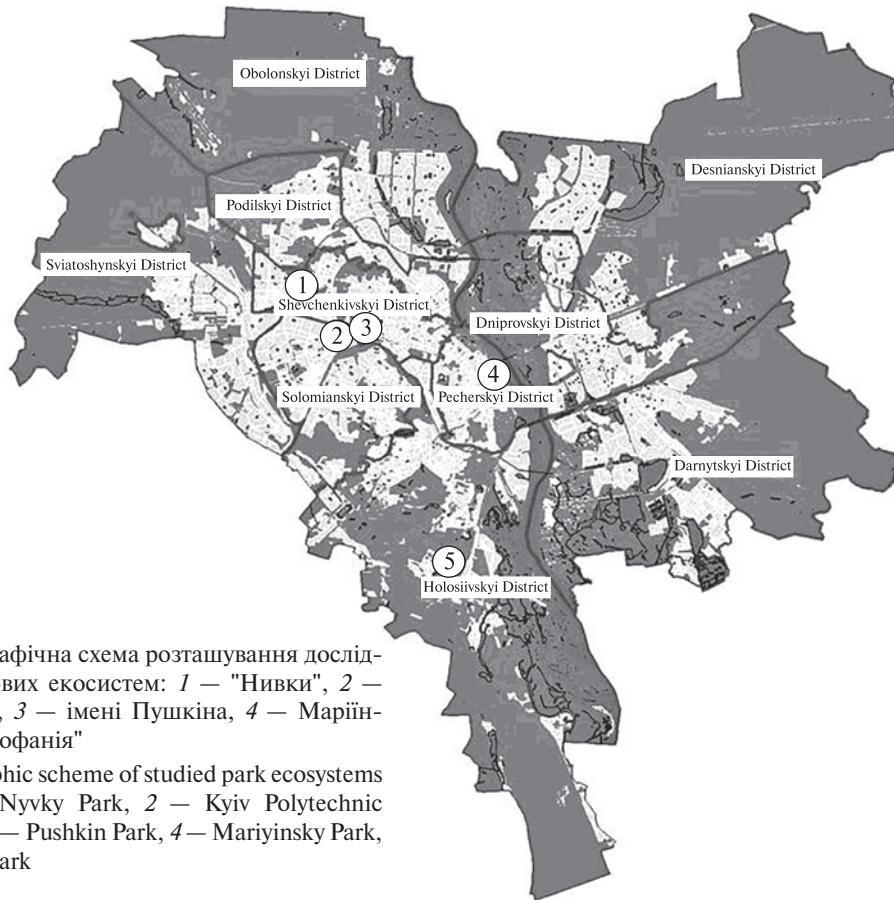 Obolonskyi District
Desnianskyi District
Podilskyi District
Sviatoshynskyi District
1
Shevchenkivskyi District
2
3
Dniprovskyi District
4
Solomianskyi District
Pecherskyi District
Darnytskyi District
5
Holosiivskyi District
афічна схема розташування дослід-
ових екосистем: 1 — "Нивки", 2 —
, 3 — імені Пушкіна, 4 — Маріїн-
офанія"
phic scheme of studied park ecosystems
Nyvky Park, 2 — Kyiv Polytechnic
— Pushkin Park, 4 — Mariyinsky Park,
ark